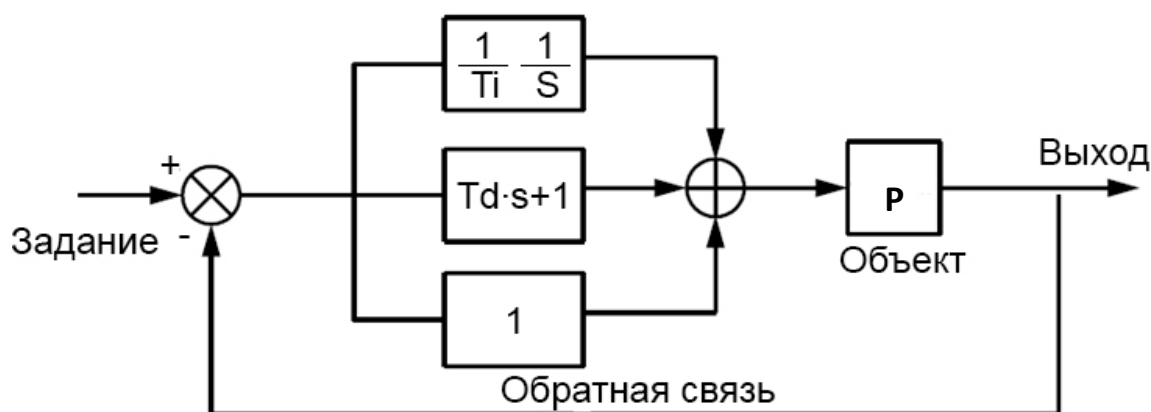 1 1
Ti S
+
Td·s+1
P
Выход
-
Задание
Объект
1
Обратная связь